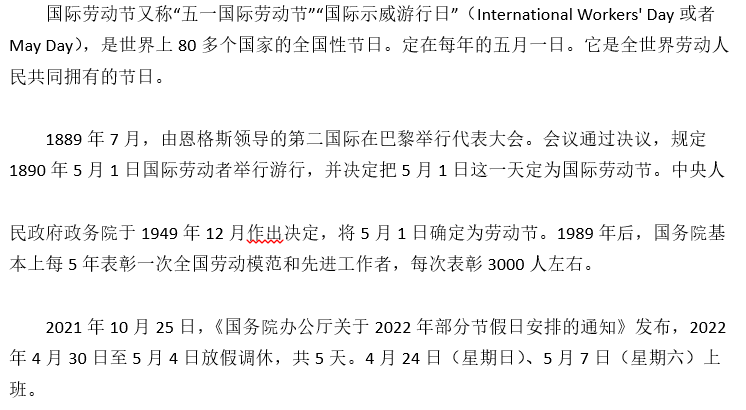 国际劳动节又称“五一国际劳动节”“国际示威游行日”（International Workers' Day 或者
May Day），是世界上 80 多个国家的全国性节日。定在每年的五月一日。它是全世界劳动人
民共同拥有的节日。
1889 年 7 月，由恩格斯领导的第二国际在巴黎举行代表大会。会议通过决议，规定
1890 年 5 月 1 日国际劳动者举行游行，并决定把 5 月 1 日这一天定为国际劳动节。中央人
民政府政务院于 1949 年 12 月作出决定，将 5 月 1 日确定为劳动节。1989 年后，国务院基
本上每 5 年表彰一次全国劳动模范和先进工作者，每次表彰 3000 人左右。
2021 年 10 月 25 日，《国务院办公厅关于 2022 年部分节假日安排的通知》发布，2022
年 4 月 30 日至 5 月 4 日放假调休，共 5 天。4 月 24 日（星期日）、5 月 7 日（星期六）上
班。